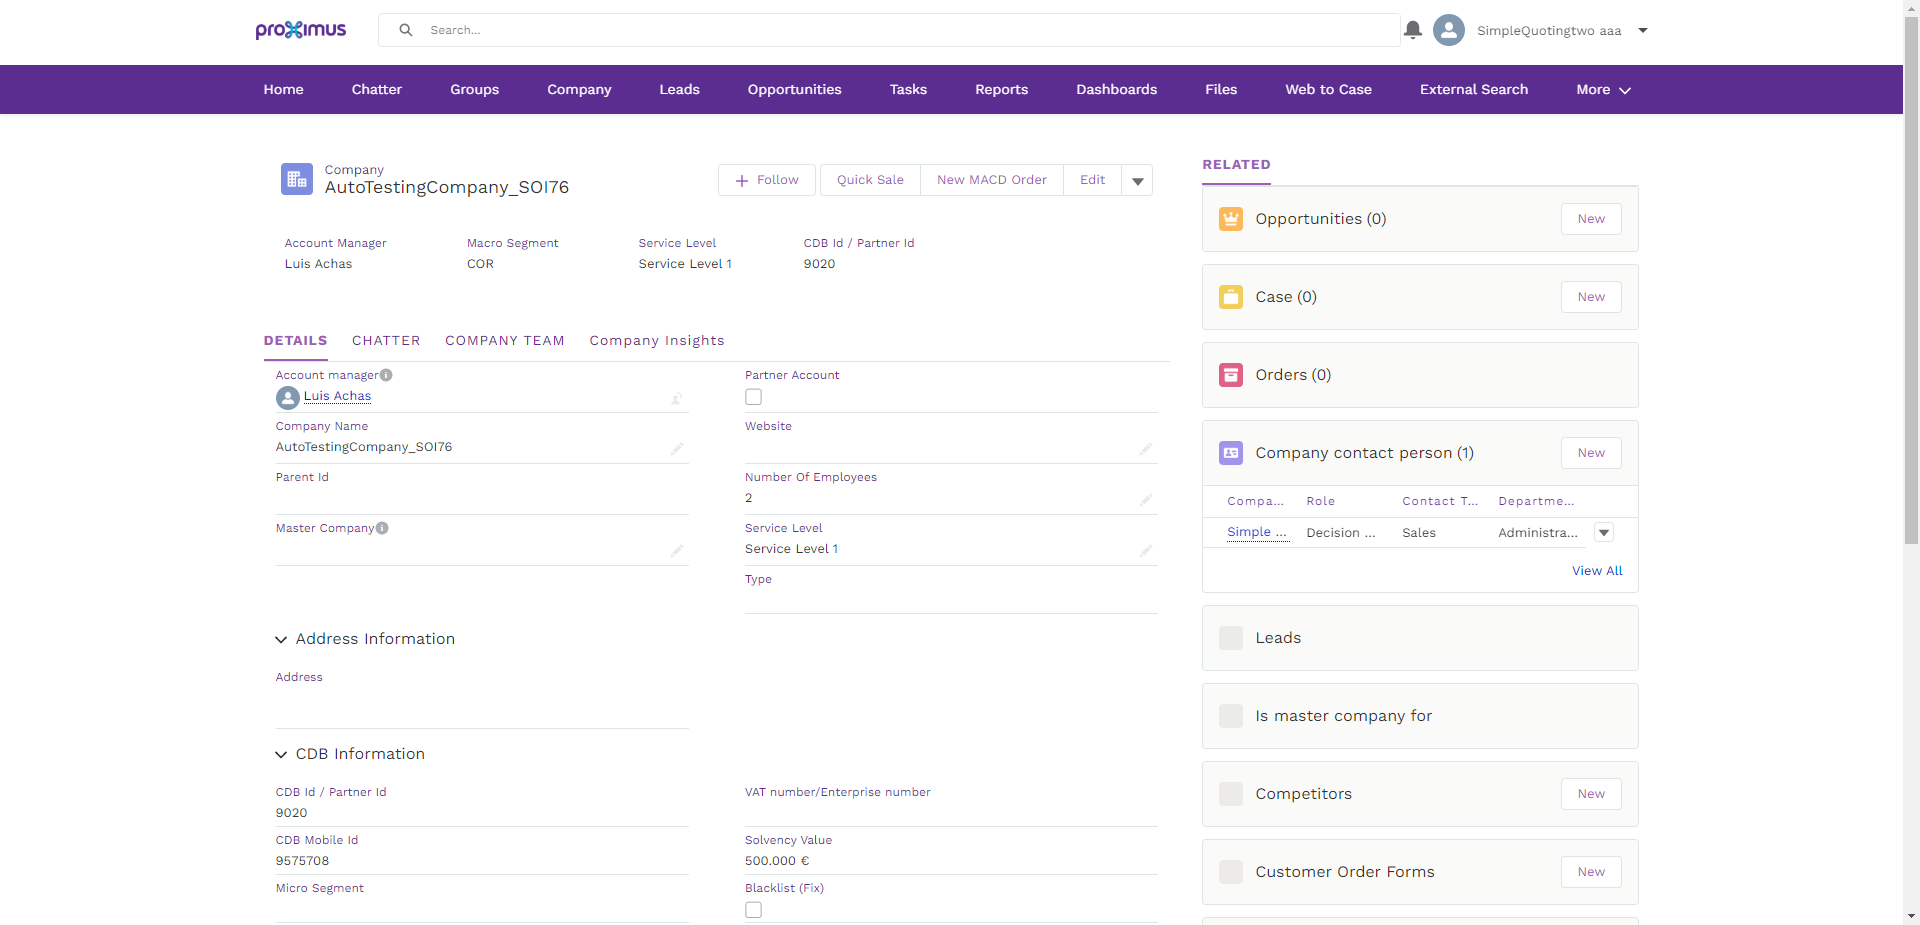 proximus
Search...
SimpleQuotingtwo aaa
Home Chatter Groups Company Leads Opportunities Tasks Reports Dashboards Files Web to Case External Search More
Company
AutoTestingCompany_SOI76
Follow Quick Sale New MACD Order Edit
Account Manager Macro Segment Service Level CDB Id / Partner Id
Luis Achas COR Service Level 1 9020
DETAILS CHATTER COMPANY TEAM Company Insights
Account manager
Luis Achas
Partner Account
Company Name
AutoTestingCompany_SOI76
Website
Parent Id
Number Of Employees
2
Master Company
Service Level
Service Level 1
Type
Address Information
Address
CDB Information
CDB Id / Partner Id
9020
VAT number/Enterprise number
CDB Mobile Id
9575708
Solvency Value
500.000 €
Micro Segment
Blacklist (Fix)
RELATED
Opportunities (0) New
Case (0) New
Orders (0)
Company contact person (1) New
Compa... Role Contact T... Departme...
Simple ... Decision ... Sales Administra...
View All
Leads
Is master company for
Competitors New
Customer Order Forms New